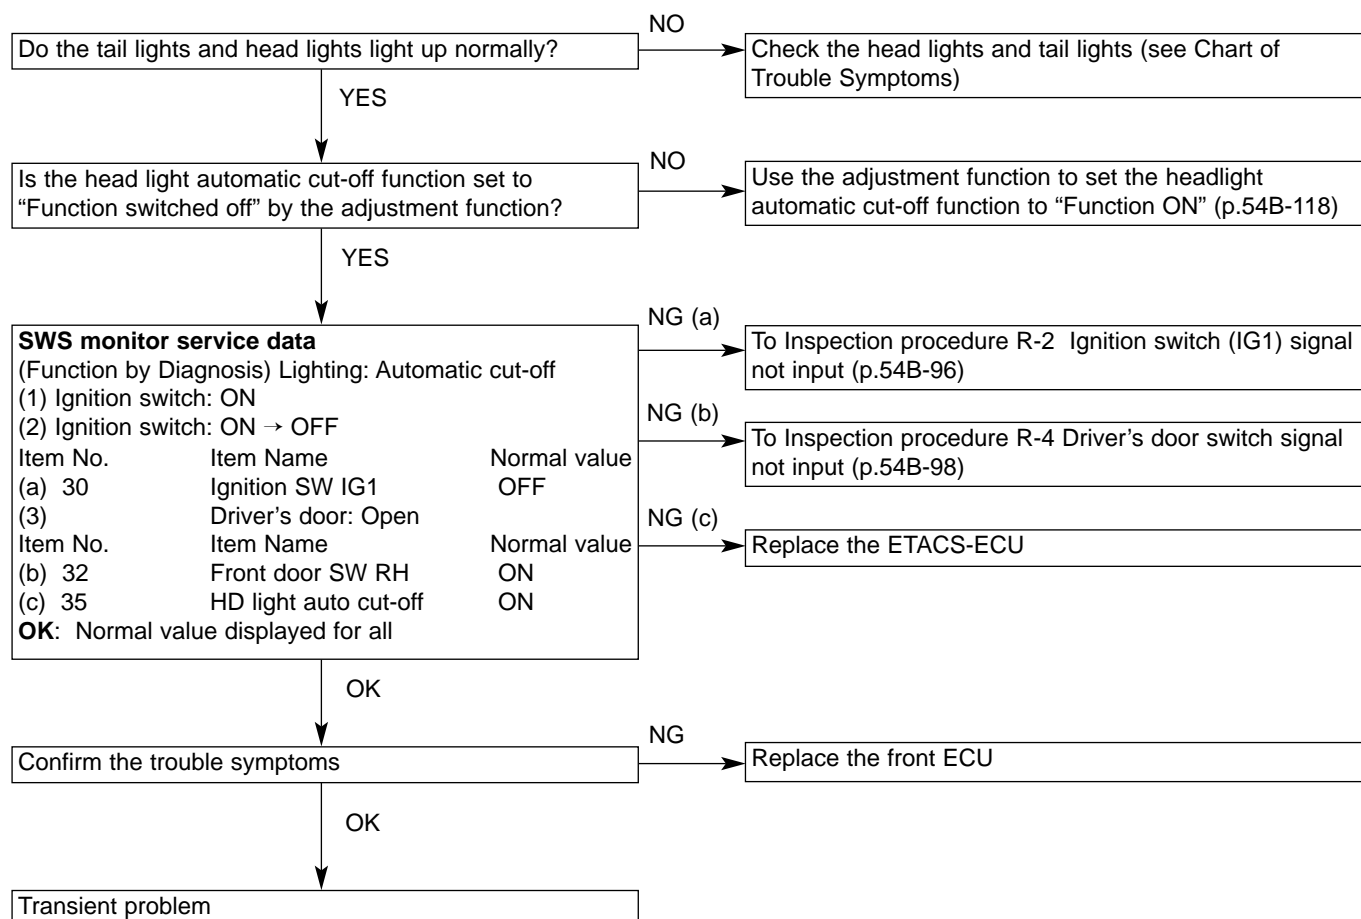 Do the tail lights and head lights light up normally?
NO
Check the head lights and tail lights (see Chart of
Trouble Symptoms)
YES
Is the head light automatic cut-off function set to
“Function switched off” by the adjustment function?
NO
Use the adjustment function to set the headlight
automatic cut-off function to “Function ON” (p.54B-118)
YES
SWS monitor service data
(Function by Diagnosis) Lighting: Automatic cut-off
(1) Ignition switch: ON
(2) Ignition switch: ON → OFF
Item No. Item Name Normal value
(a) 30 Ignition SW IG1 OFF
(3) Driver's door: Open
Item No. Item Name Normal value
(b) 32 Front door SW RH ON
(c) 35 HD light auto cut-off ON
OK: Normal value displayed for all
NG (a)
To Inspection procedure R-2 Ignition switch (IG1) signal
not input (p.54B-96)
NG (b)
To Inspection procedure R-4 Driver's door switch signal
not input (p.54B-98)
NG (c)
Replace the ETACS-ECU
OK
Confirm the trouble symptoms
NG
Replace the front ECU
OK
Transient problem